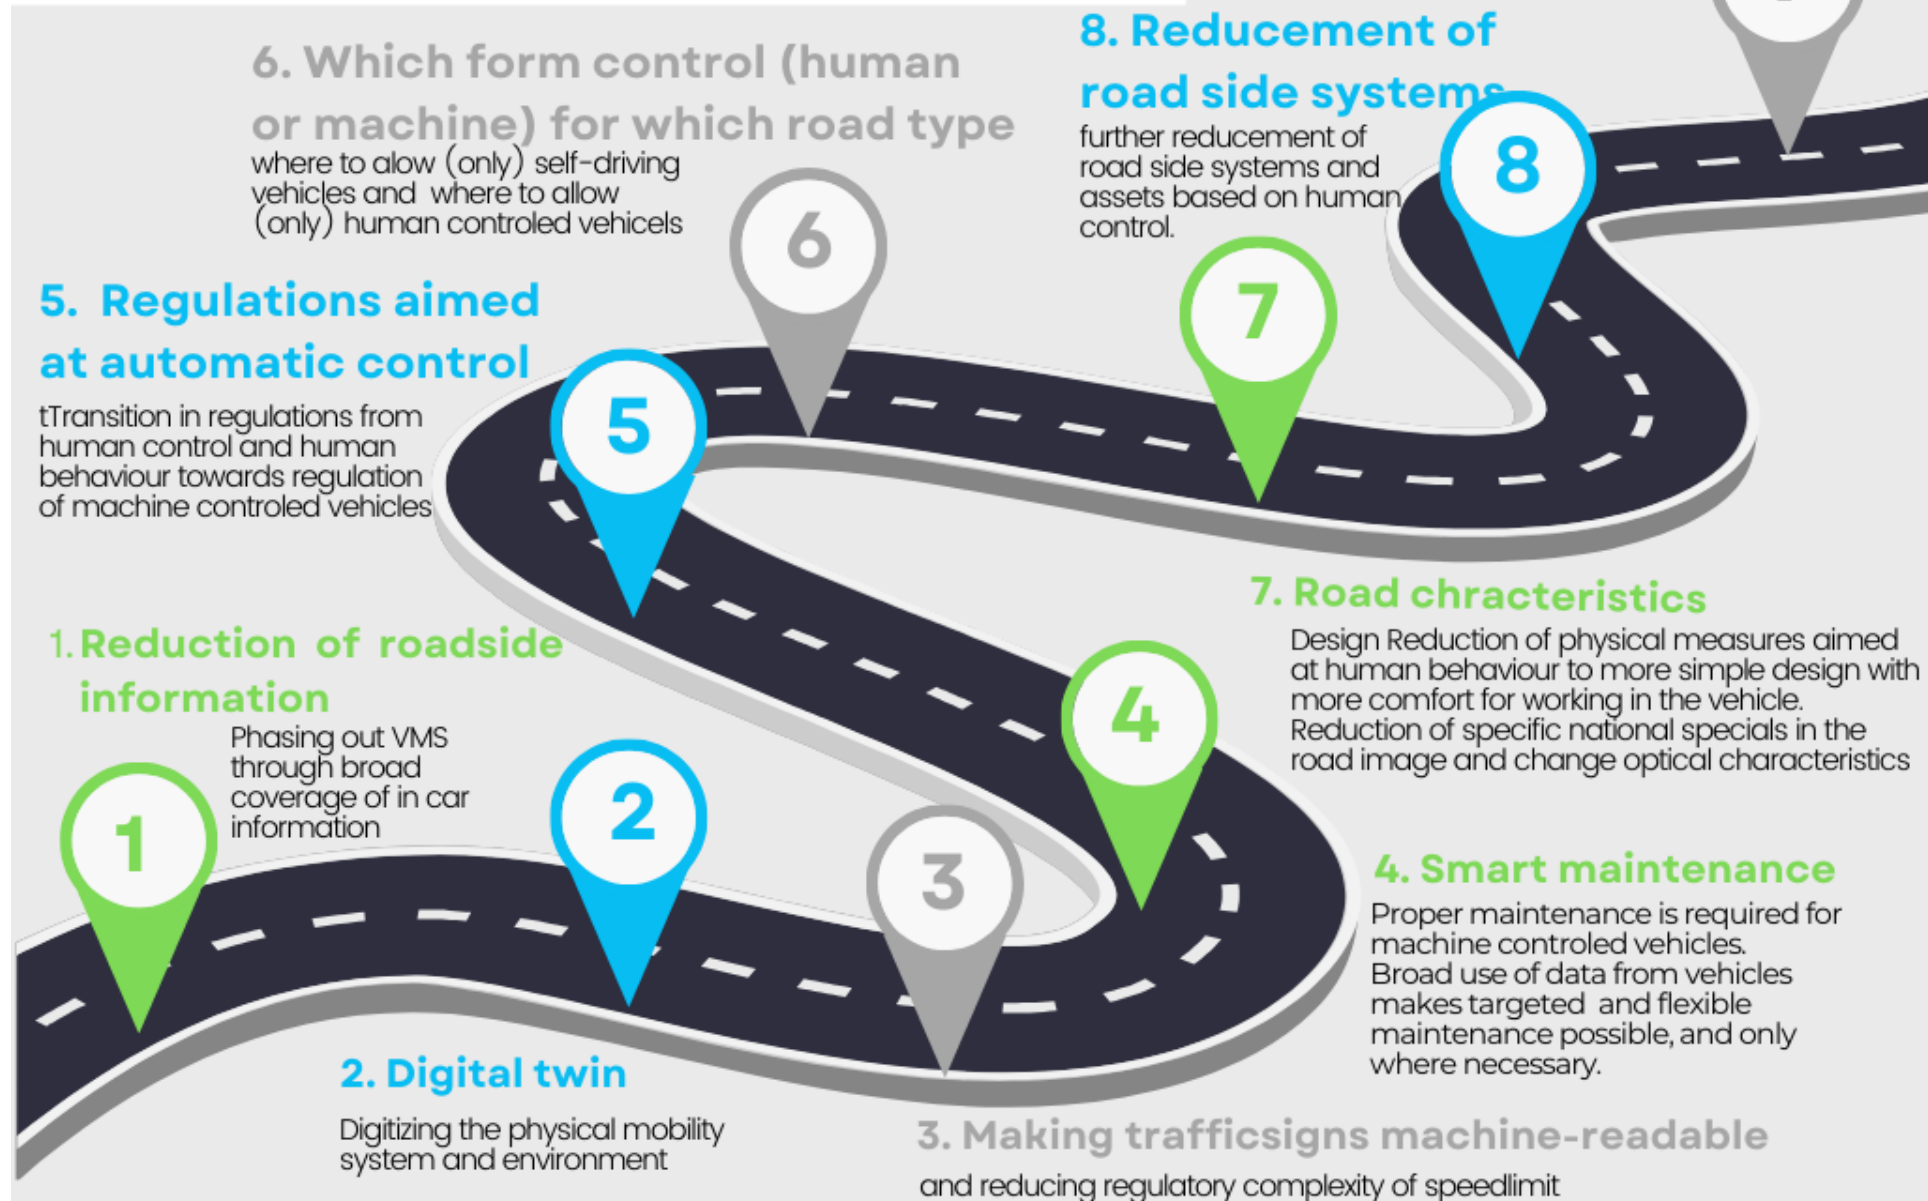 6. Which form control (human
or machine) for which road type
where to alow (only) self-driving
vehicles and where to allow
(only) human controled vehicels
8. Reducement of
road side systems
further reducement of
road side systems and
assets based on human
control.
8
6
7
5. Regulations aimed
at automatic control
tTransition in regulations from
human control and human
behaviour towards regulation
of machine controled vehicles
5
7. Road chracteristics
Design Reduction of physical measures aimed
at human behaviour to more simple design with
more comfort for working in the vehicle.
Reduction of specific national specials in the
road image and change optical characteristics
1. Reduction of roadside
information
Phasing out VMS
through broad
coverage of in car
information
1
2
3
4
4. Smart maintenance
Proper maintenance is required for
machine controled vehicles.
Broad use of data from vehicles
makes targeted and flexible
maintenance possible, and only
where necessary.
2. Digital twin
Digitizing the physical mobility
system and environment
3. Making trafficsigns machine-readable
and reducing regulatory complexity of speedlimit